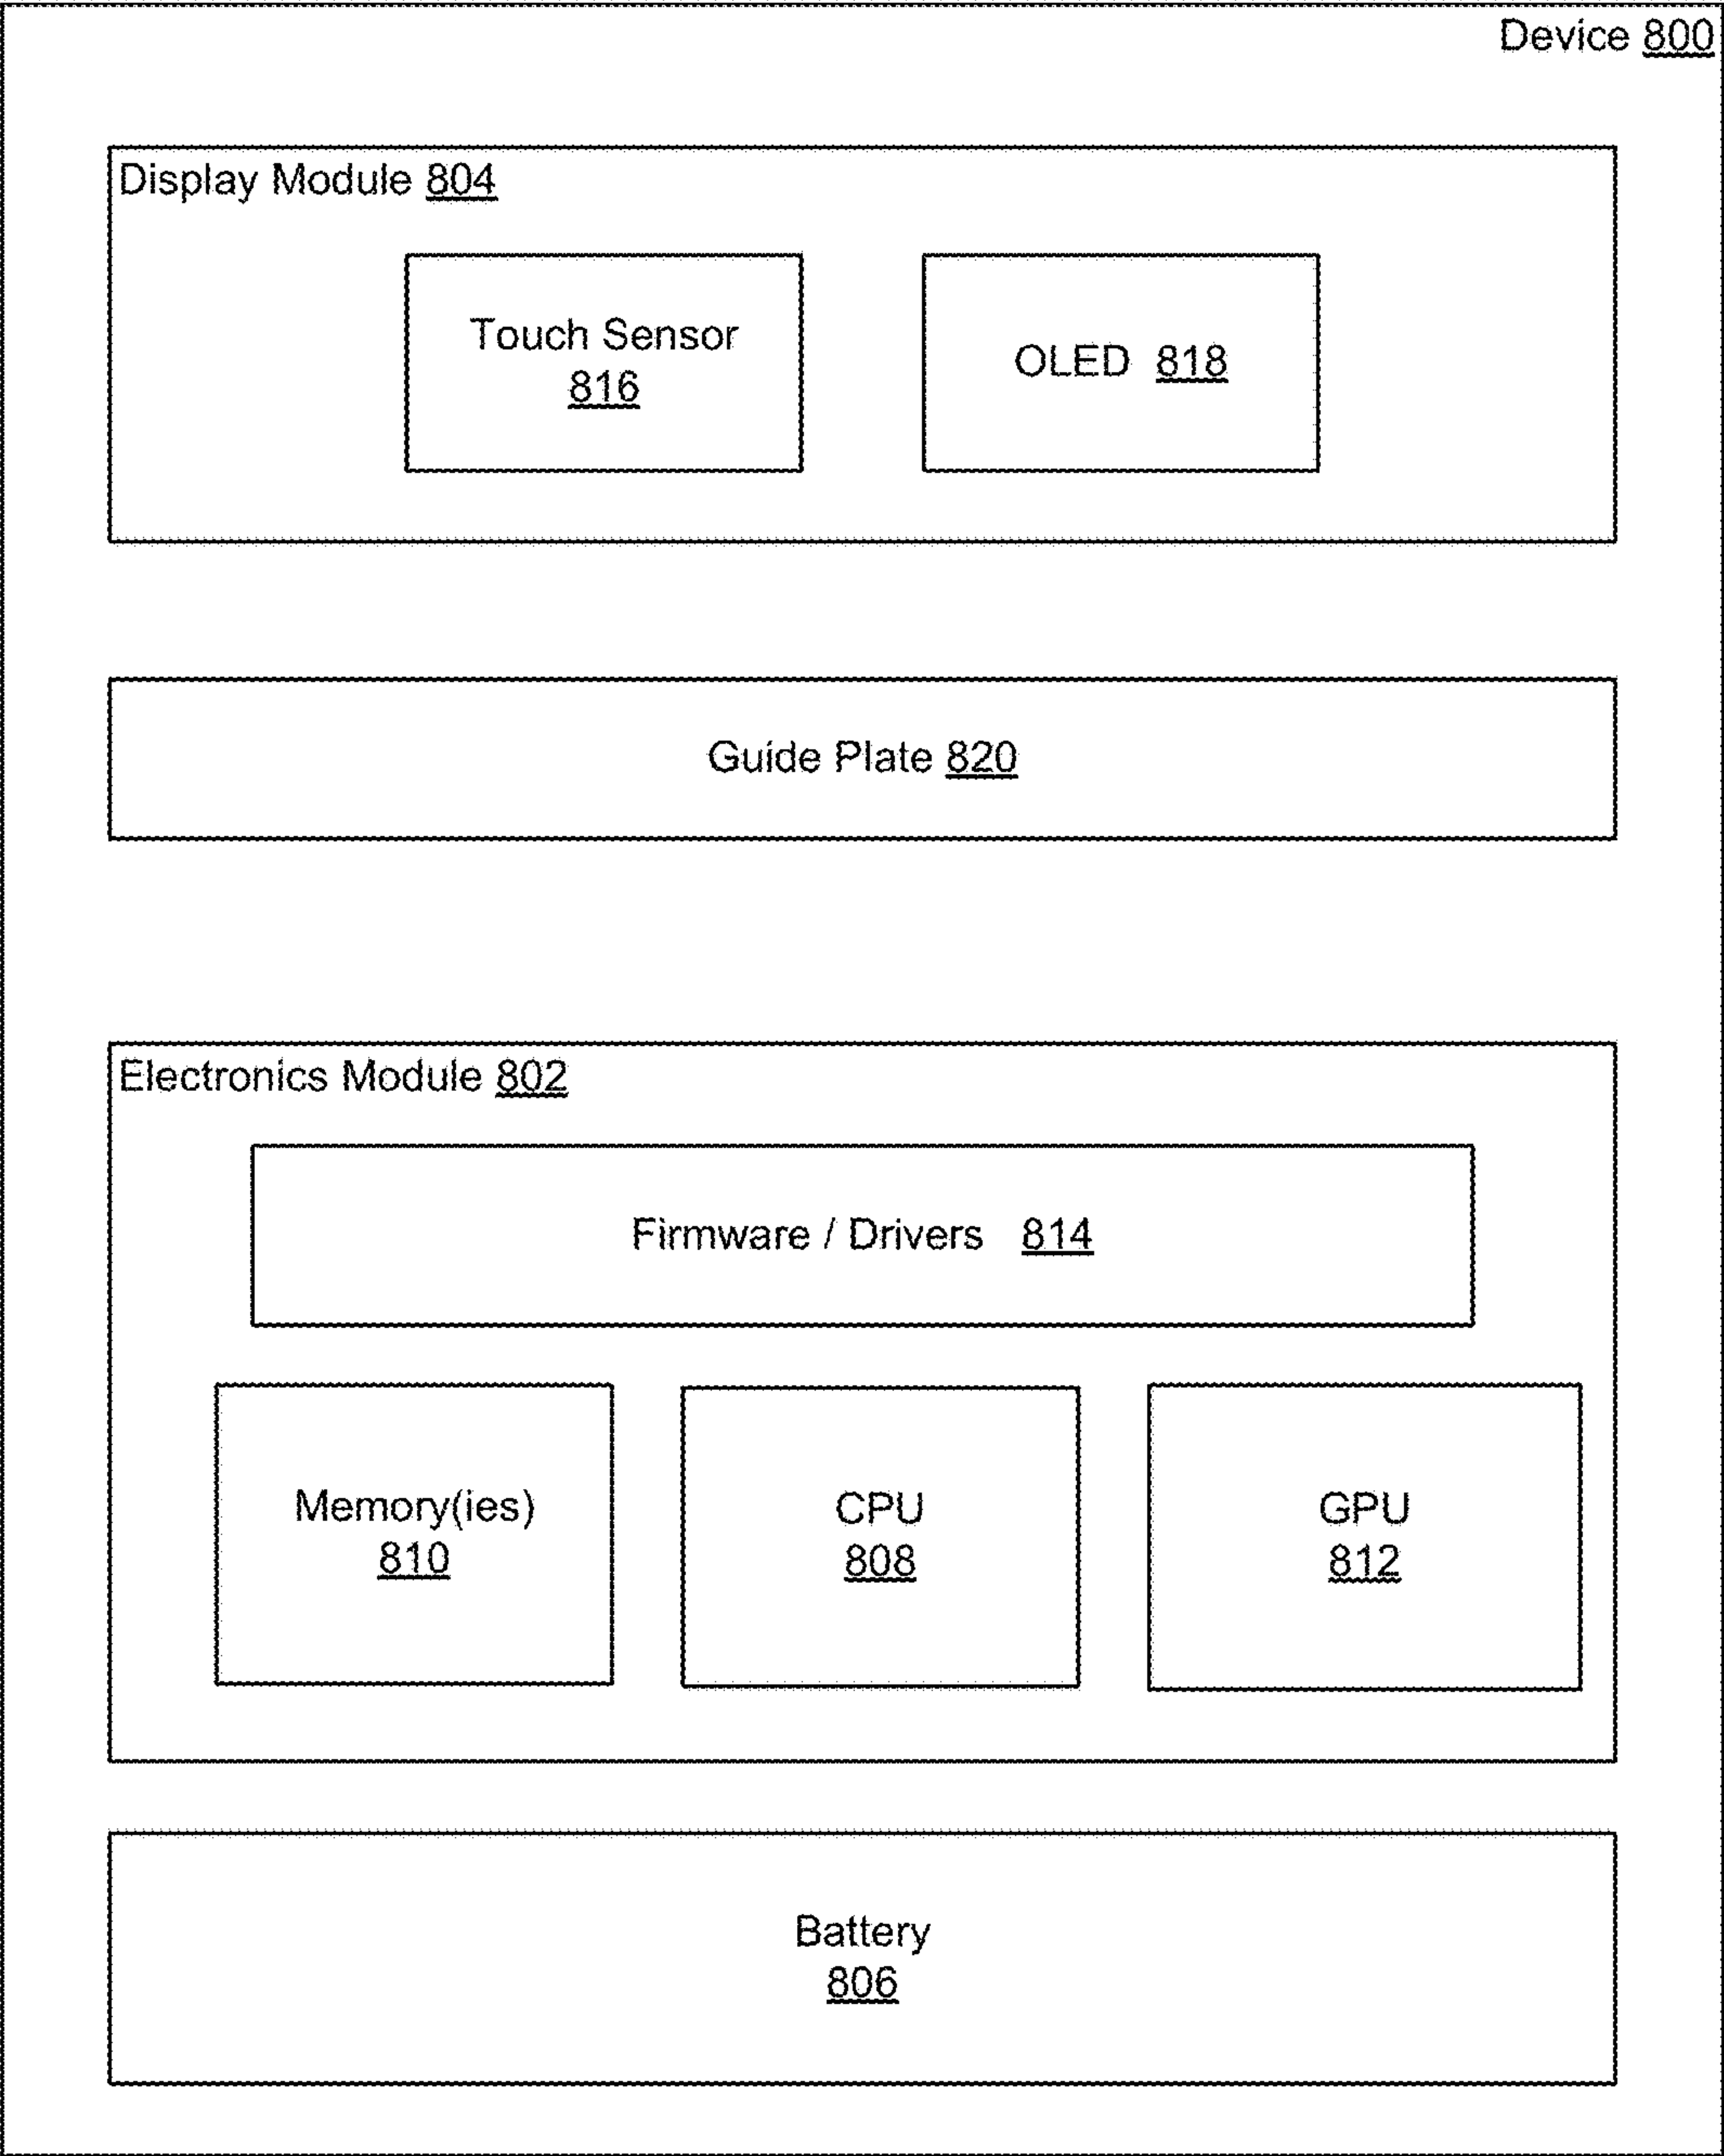 Device 800
Display Module 804
Touch Sensor
816
OLED 818
Guide Plate 820
Electronics Module 802
Firmware / Drivers 814
Memory(ies)
810
CPU
808
GPU
812
Battery
806